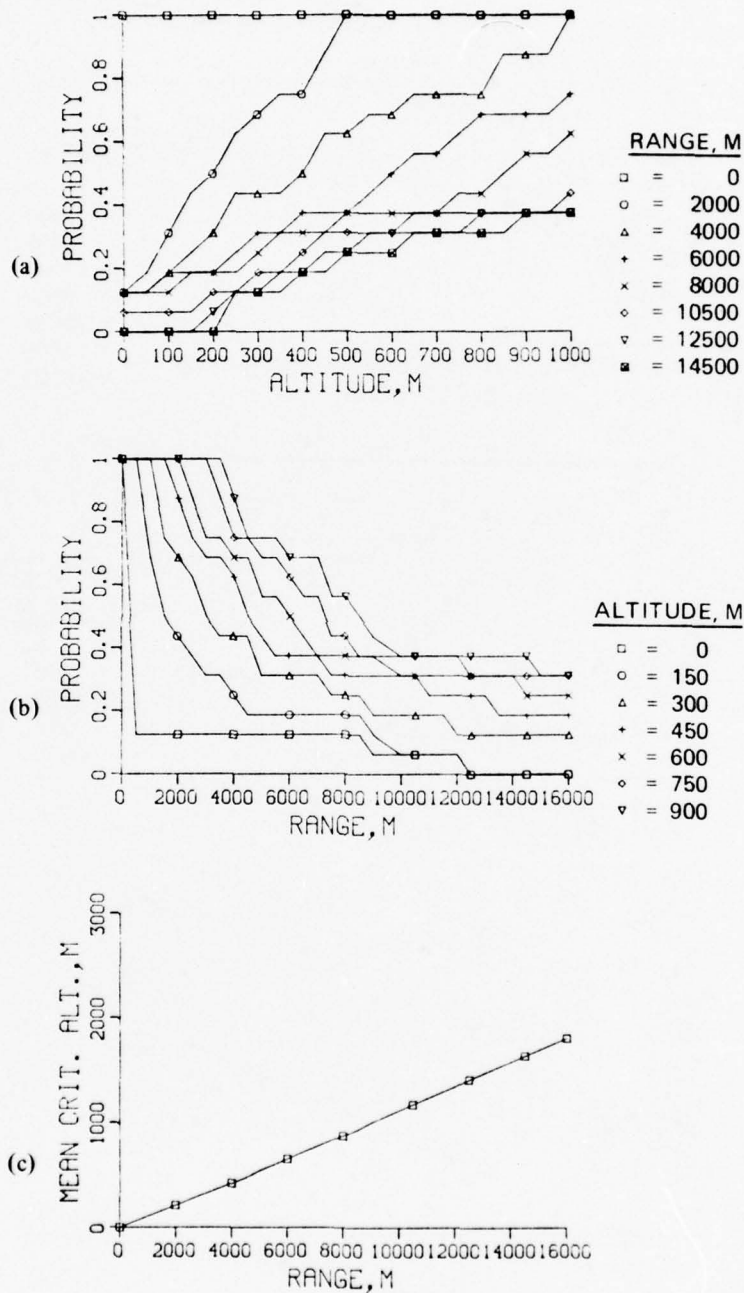 (a)
PROBABILITY
0 0.2 0.4 0.6 0.8 1
0 100 200 300 400 500 600 700 800 900 1000
ALTITUDE, M
RANGE, M
= 0
= 2000
= 4000
= 6000
= 8000
= 10500
= 12500
= 14500
(b)
PROBABILITY
0 0.2 0.4 0.6 0.8 1
0 2000 4000 6000 8000 10000 12000 14000 16000
RANGE, M
ALTITUDE, M
= 0
= 150
= 300
= 450
= 600
= 750
= 900
(c)
MEAN CRIT. ALT., M
0 1000 2000 3000
0 2000 4000 6000 8000 10000 12000 14000 16000
RANGE, M